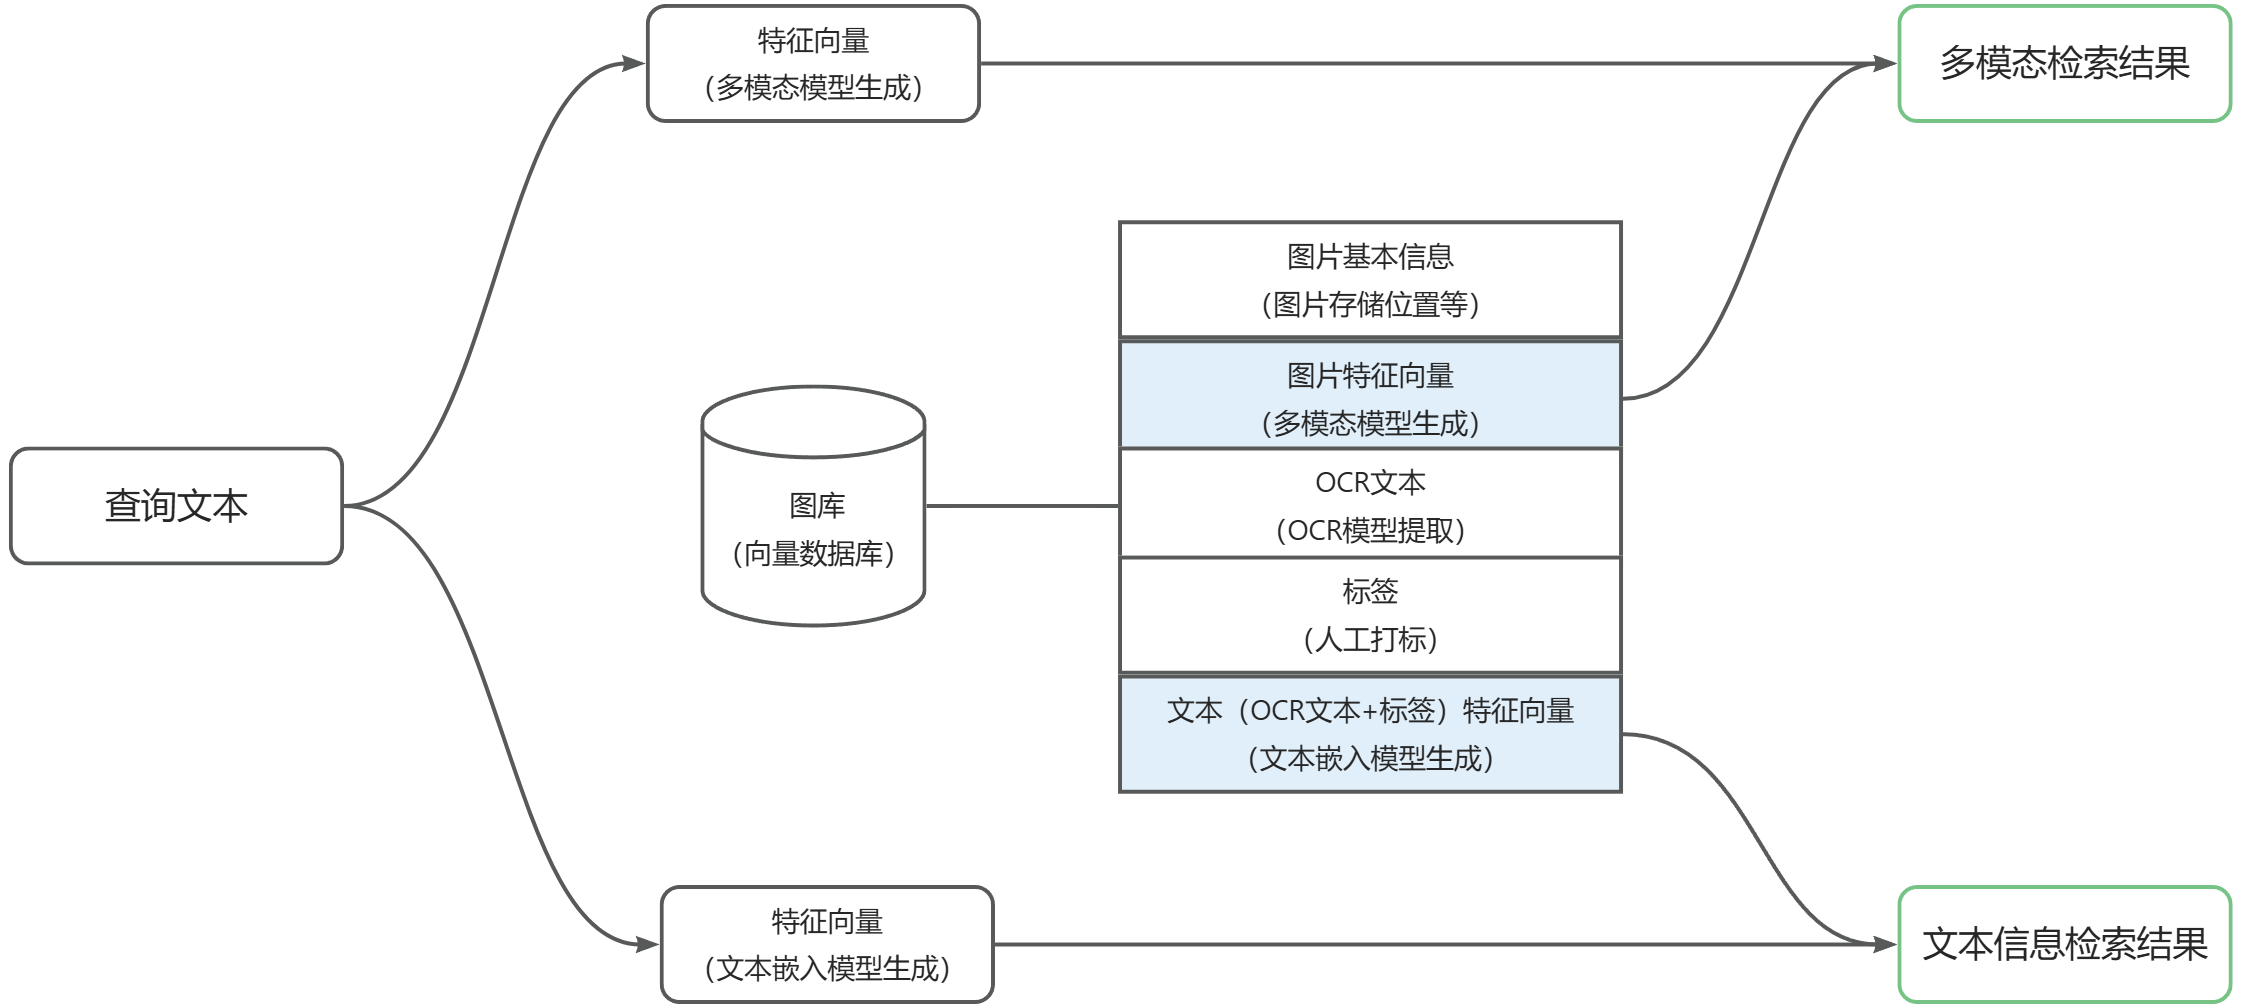 特征向量
（多模态模型生成）
多模态检索结果
图片基本信息
（图片存储位置等）
图片特征向量
（多模态模型生成）
OCR文本
（OCR模型提取）
标签
（人工打标）
文本（OCR文本+标签）特征向量
（文本嵌入模型生成）
图库
（向量数据库）
查询文本
特征向量
（文本嵌入模型生成）
文本信息检索结果